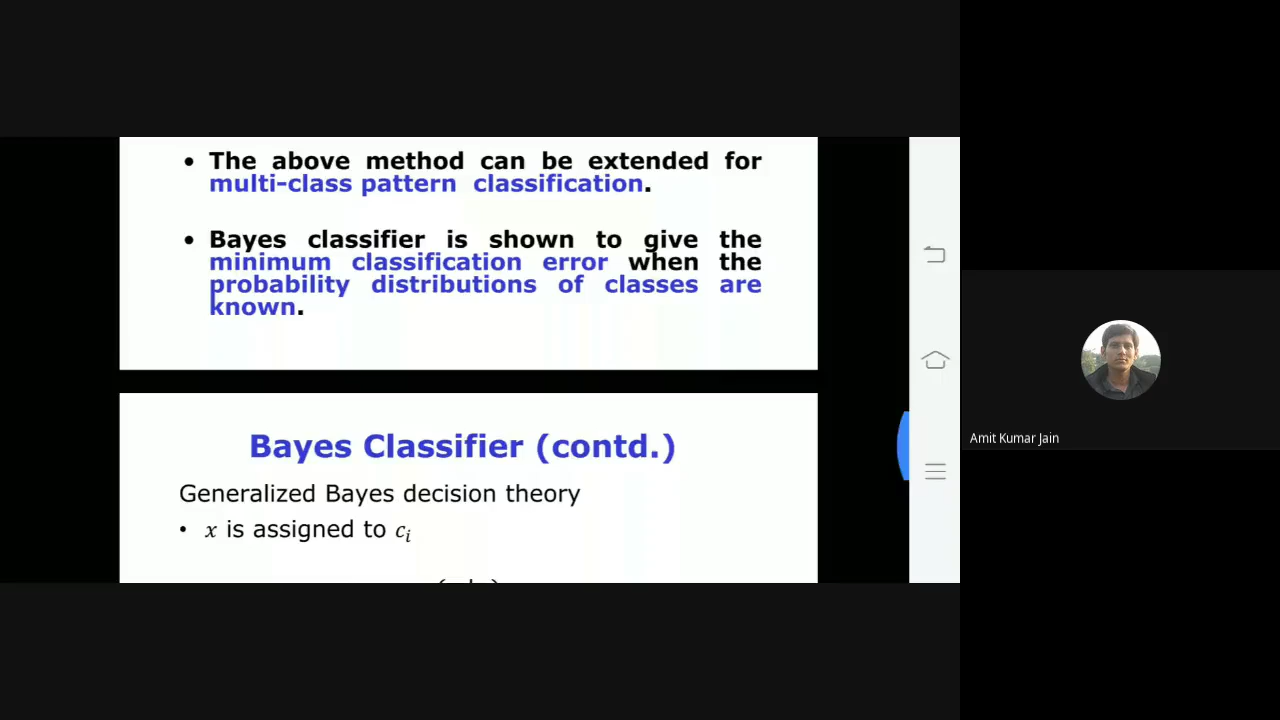 • The above method can be extended for
multi-class pattern classification.
• Bayes classifier is shown to give the
minimum classification error when the
probability distributions of classes are
known.
Bayes Classifier (contd.)
Generalized Bayes decision theory
• x is assigned to cᵢ
Amit Kumar Jain